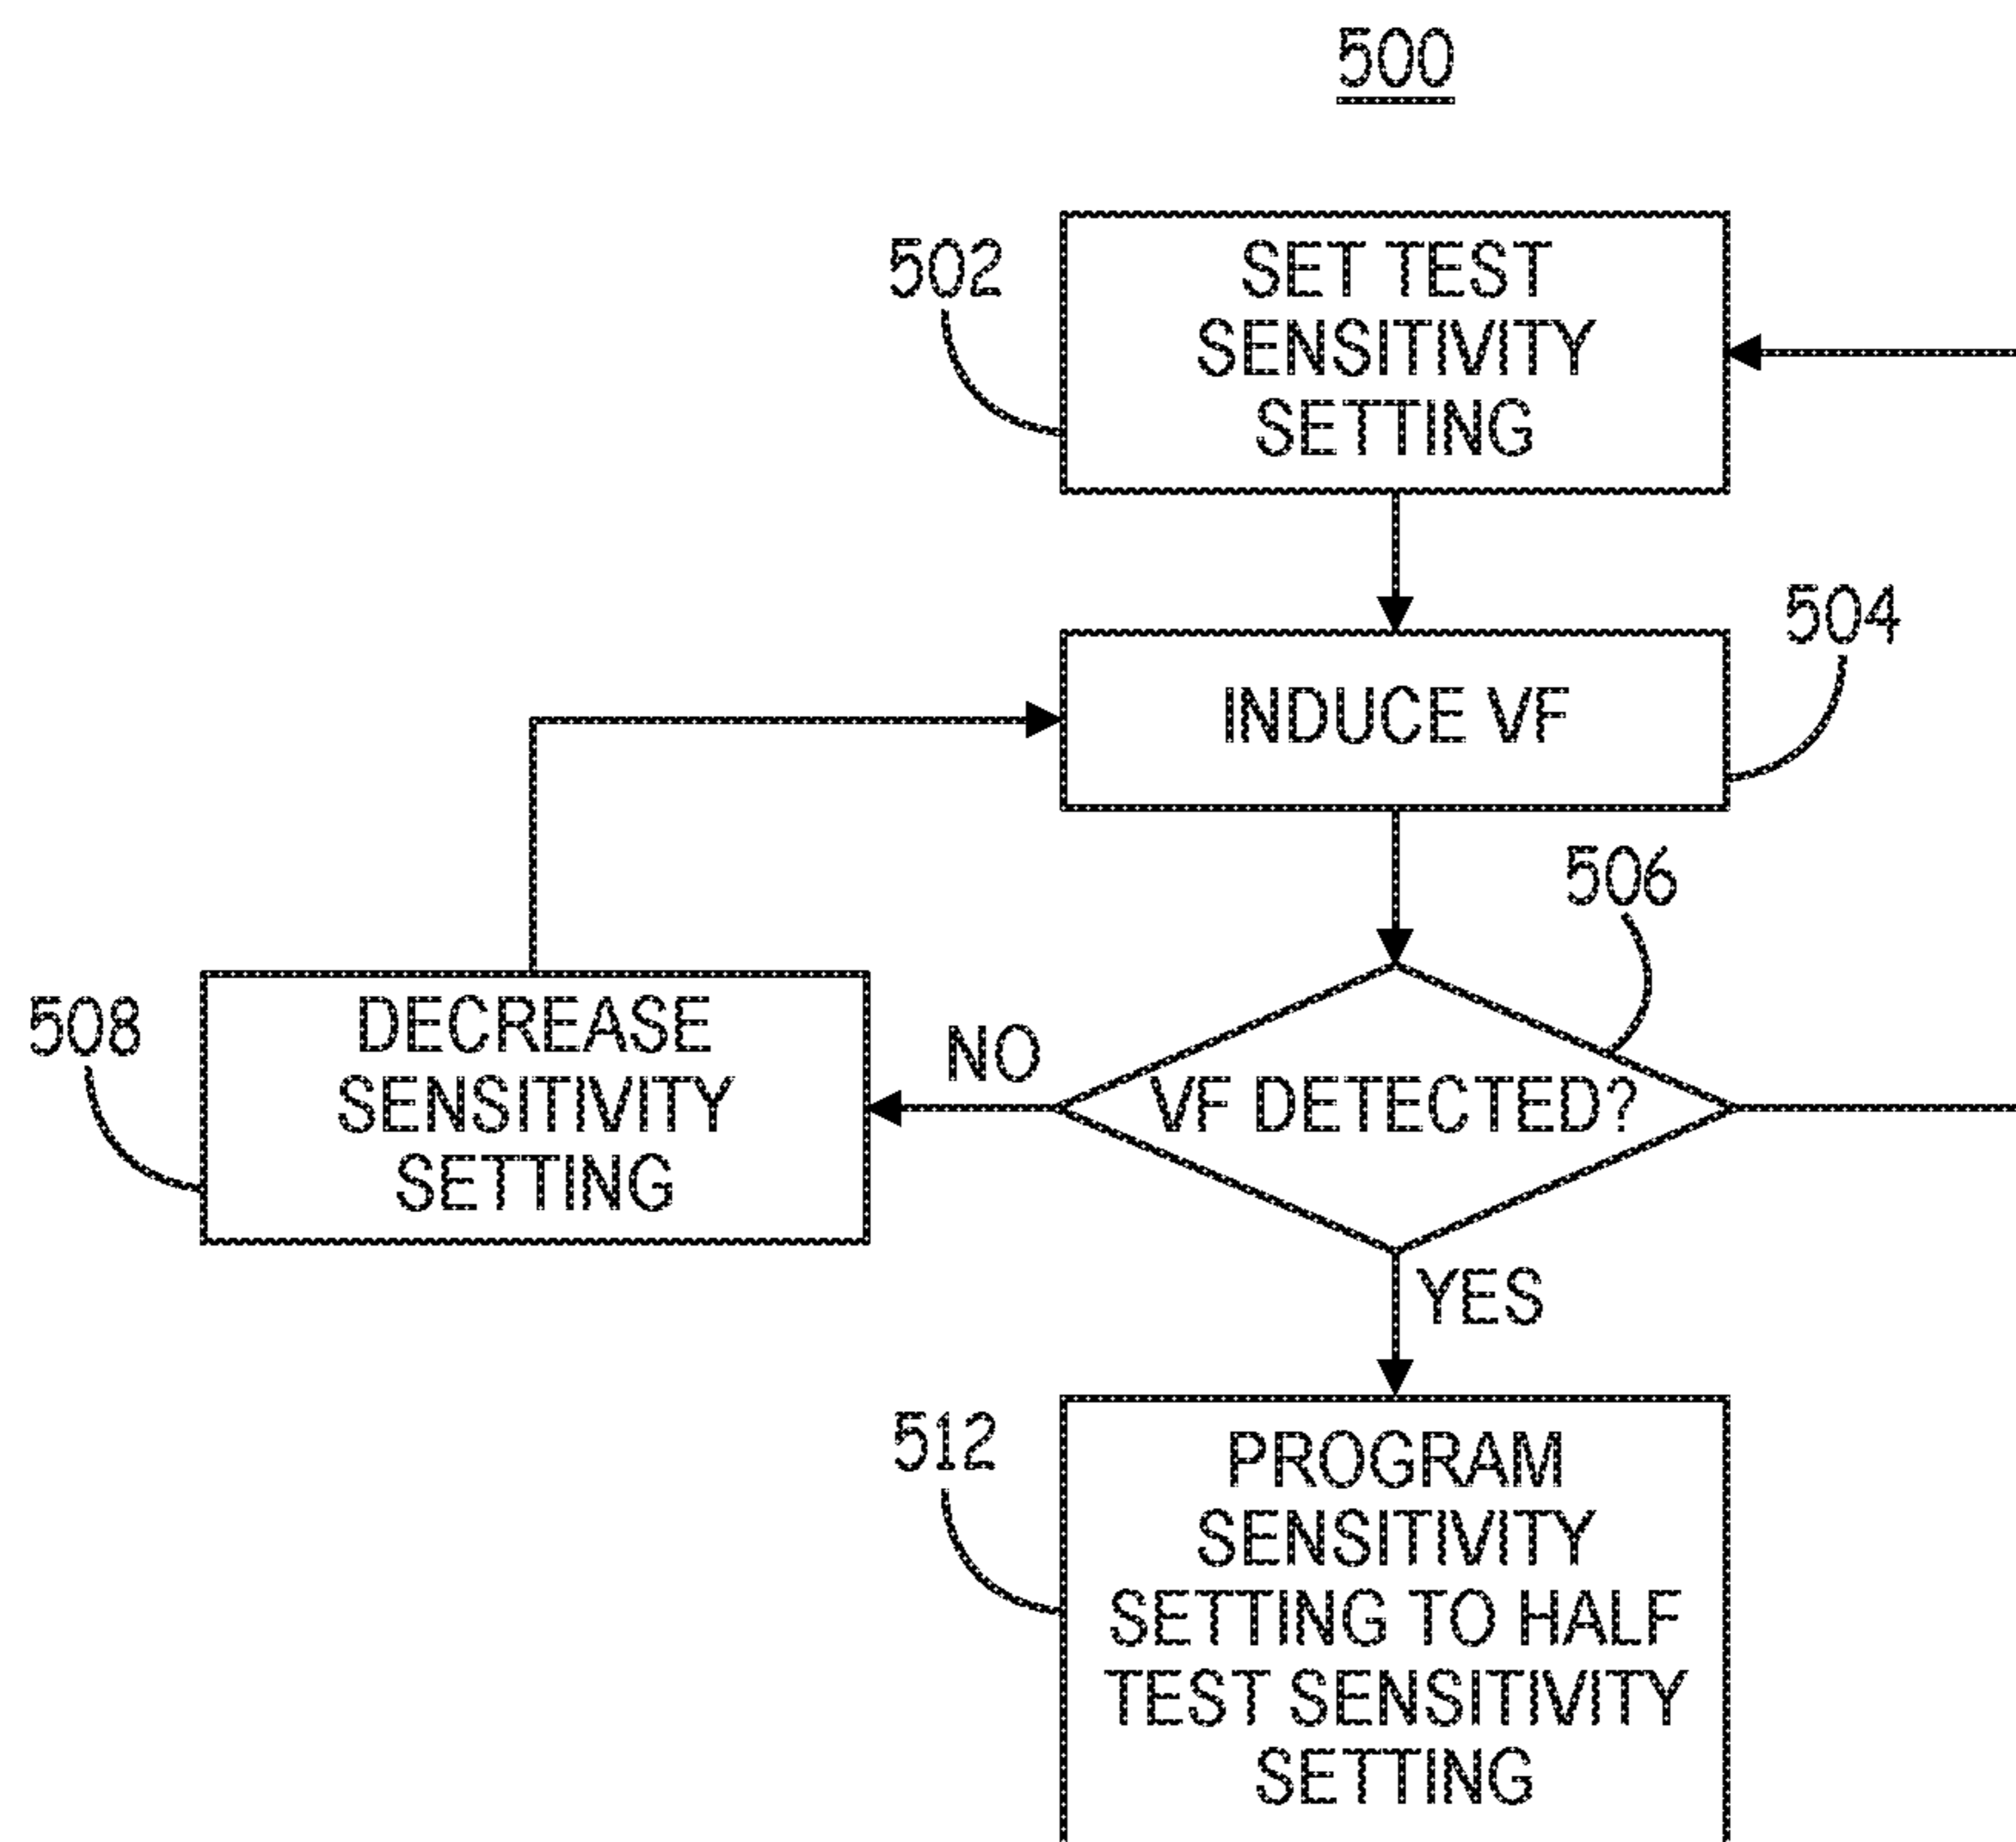 500
502
SET TEST
SENSITIVITY
SETTING
504
INDUCE VF
506
508
DECREASE
SENSITIVITY
SETTING
NO
VF DETECTED?
YES
512
PROGRAM
SENSITIVITY
SETTING TO HALF
TEST SENSITIVITY
SETTING